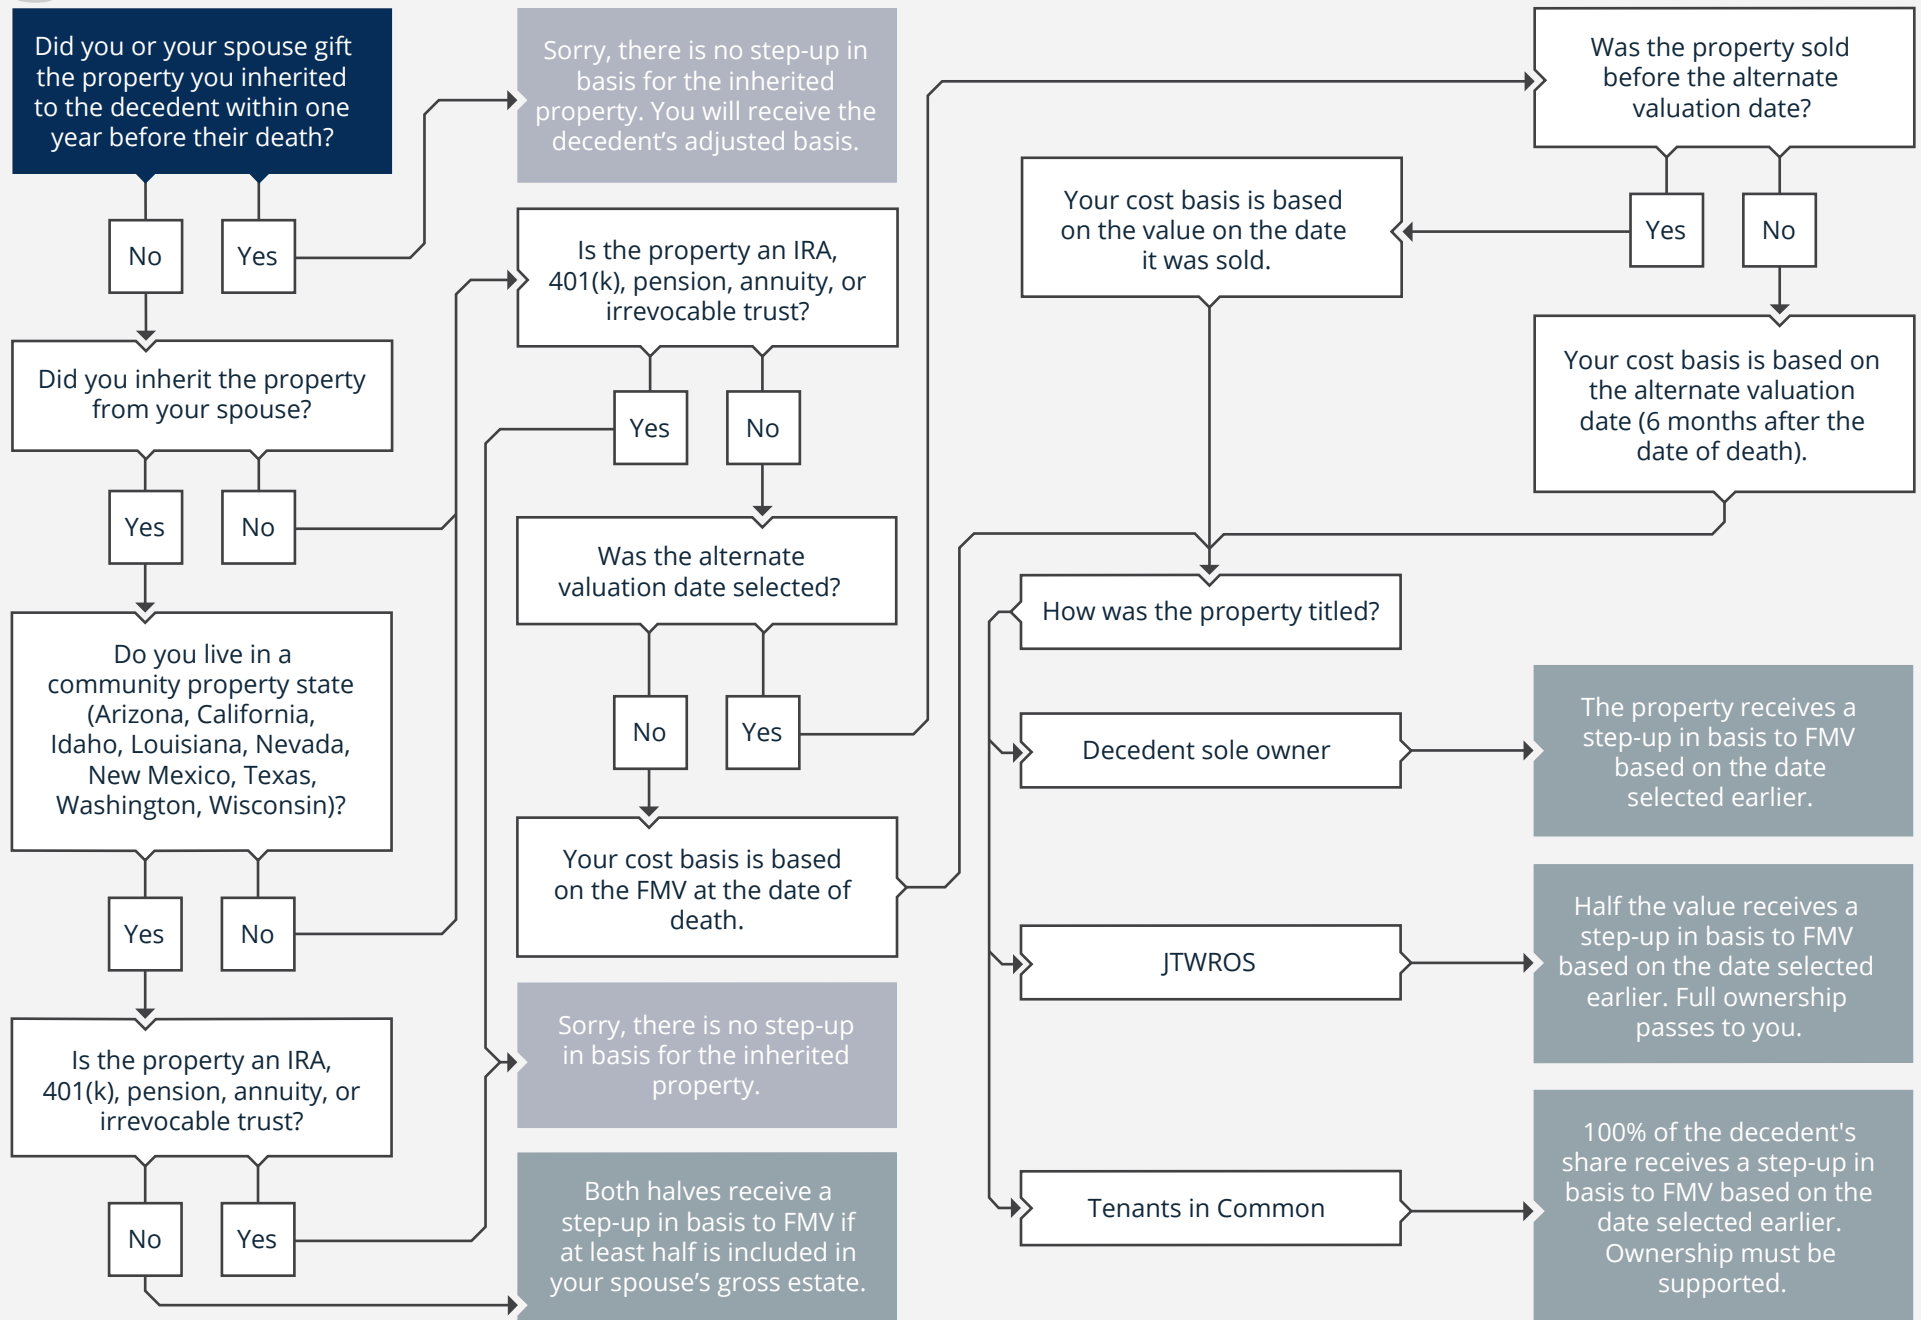 Did you or your spouse gift
the property you inherited
to the decedent within one
year before their death?
No
Yes
Did you inherit the property
from your spouse?
Yes
No
Do you live in a
community property state
(Arizona, California,
Idaho, Louisiana, Nevada,
New Mexico, Texas,
Washington, Wisconsin)?
Yes
No
Is the property an IRA,
401(k), pension, annuity, or
irrevocable trust?
No
Yes
Sorry, there is no step-up in
basis for the inherited
property. You will receive the
decedent’s adjusted basis.
Is the property an IRA,
401(k), pension, annuity, or
irrevocable trust?
Yes
No
Was the alternate
valuation date selected?
No
Yes
Your cost basis is based
on the FMV at the date of
death.
Sorry, there is no step-up
in basis for the inherited
property.
Both halves receive a
step-up in basis to FMV if
at least half is included in
your spouse’s gross estate.
Was the property sold
before the alternate
valuation date?
Yes
No
Your cost basis is based
on the value on the date
it was sold.
Your cost basis is based on
the alternate valuation
date (6 months after the
date of death).
How was the property titled?
Decedent sole owner
The property receives a
step-up in basis to FMV
based on the date
selected earlier.
JTWROS
Half the value receives a
step-up in basis to FMV
based on the date selected
earlier. Full ownership
passes to you.
Tenants in Common
100% of the decedent's
share receives a step-up in
basis to FMV based on the
date selected earlier.
Ownership must be
supported.